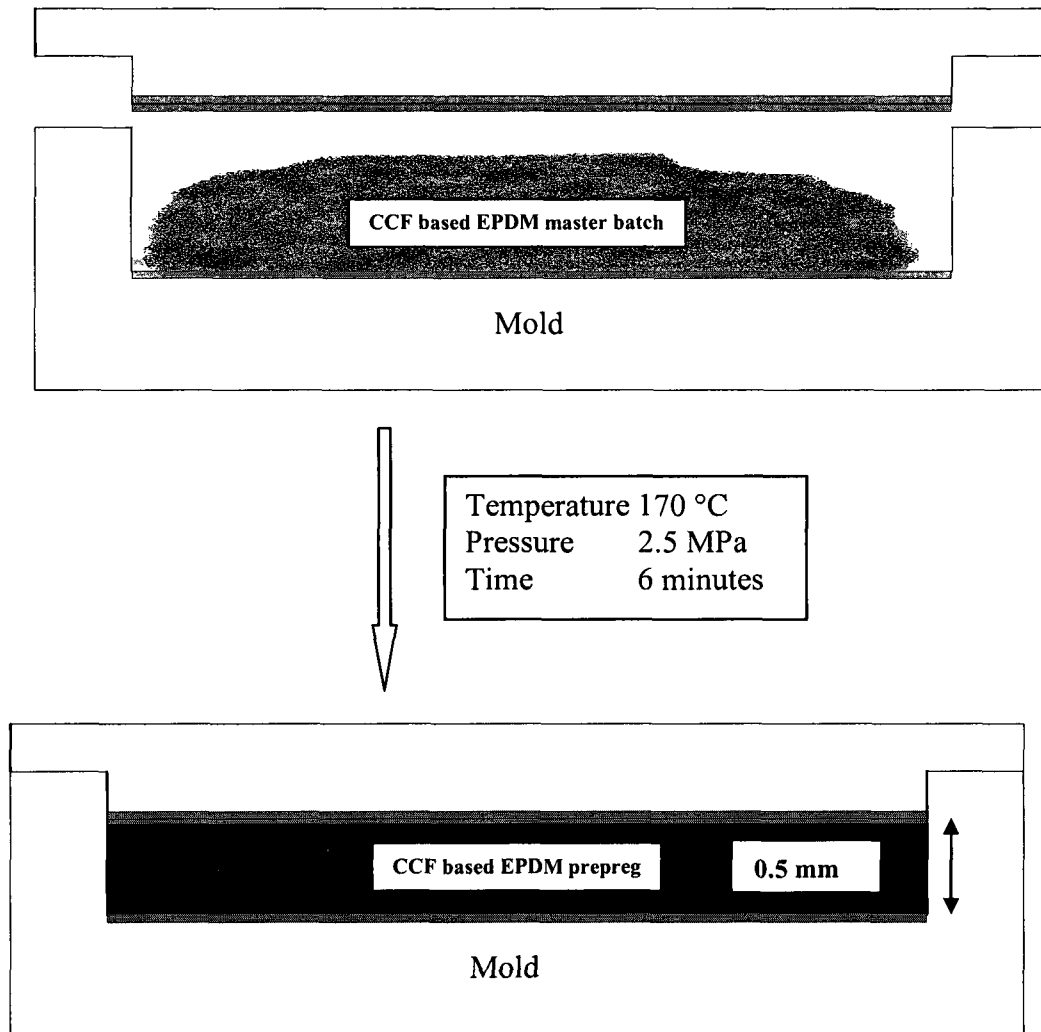 CCF based EPDM master batch
Mold
Temperature 170 °C
Pressure 2.5 MPa
Time 6 minutes
CCF based EPDM prepreg
0.5 mm
Mold